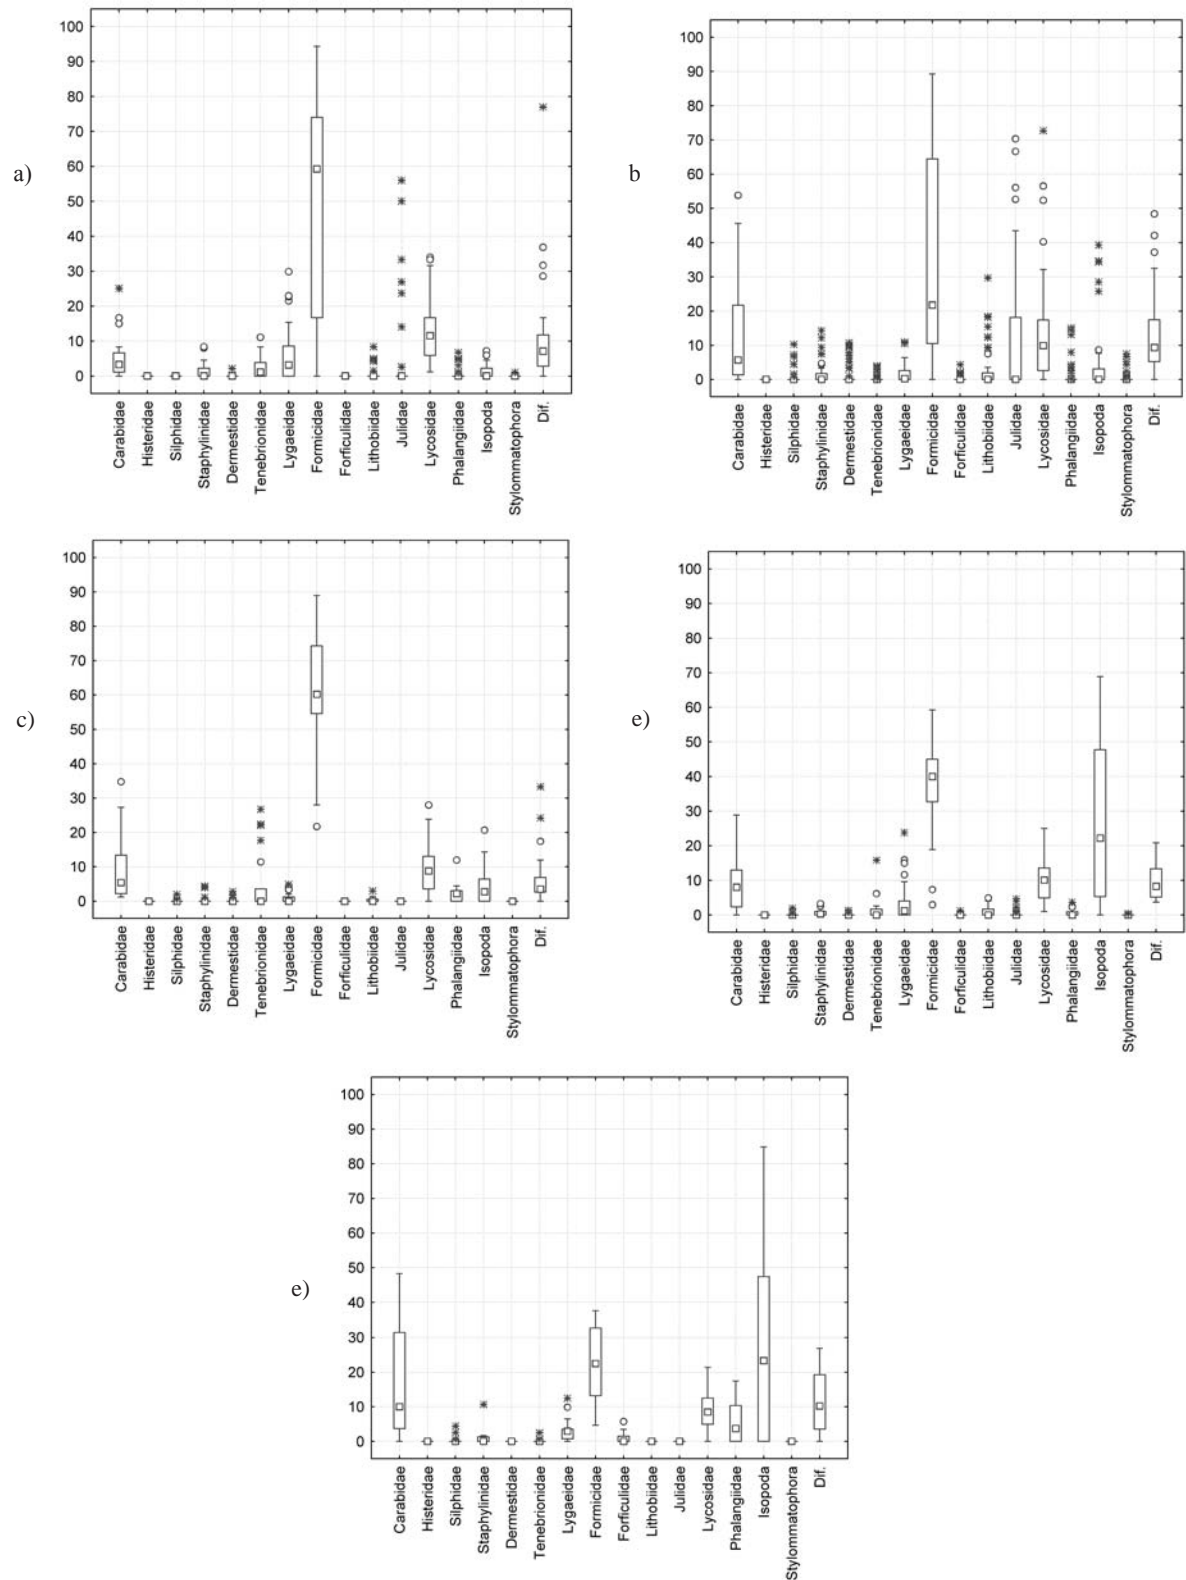 a)
100
90
80
70
60
50
40
30
20
10
0
Carabidae
Histeridae
Silphidae
Staphylinidae
Dermestidae
Tenebrionidae
Lygaeidae
Formicidae
Forficulidae
Lithobiidae
Julidae
Lycosidae
Phalangiidae
Isopoda
Stylommatophora
Dif.
b
100
90
80
70
60
50
40
30
20
10
0
Carabidae
Histeridae
Silphidae
Staphylinidae
Dermestidae
Tenebrionidae
Lygaeidae
Formicidae
Forficulidae
Lithobiidae
Julidae
Lycosidae
Phalangiidae
Isopoda
Stylommatophora
Dif.
c)
100
90
80
70
60
50
40
30
20
10
0
Carabidae
Histeridae
Silphidae
Staphylinidae
Dermestidae
Tenebrionidae
Lygaeidae
Formicidae
Forficulidae
Lithobiidae
Julidae
Lycosidae
Phalangiidae
Isopoda
Stylommatophora
Dif.
e)
100
90
80
70
60
50
40
30
20
10
0
Carabidae
Histeridae
Silphidae
Staphylinidae
Dermestidae
Tenebrionidae
Lygaeidae
Formicidae
Forficulidae
Lithobiidae
Julidae
Lycosidae
Phalangiidae
Isopoda
Stylommatophora
Dif.
e)
100
90
80
70
60
50
40
30
20
10
0
Carabidae
Histeridae
Silphidae
Staphylinidae
Dermestidae
Tenebrionidae
Lygaeidae
Formicidae
Forficulidae
Lithobiidae
Julidae
Lycosidae
Phalangiidae
Isopoda
Stylommatophora
Dif.